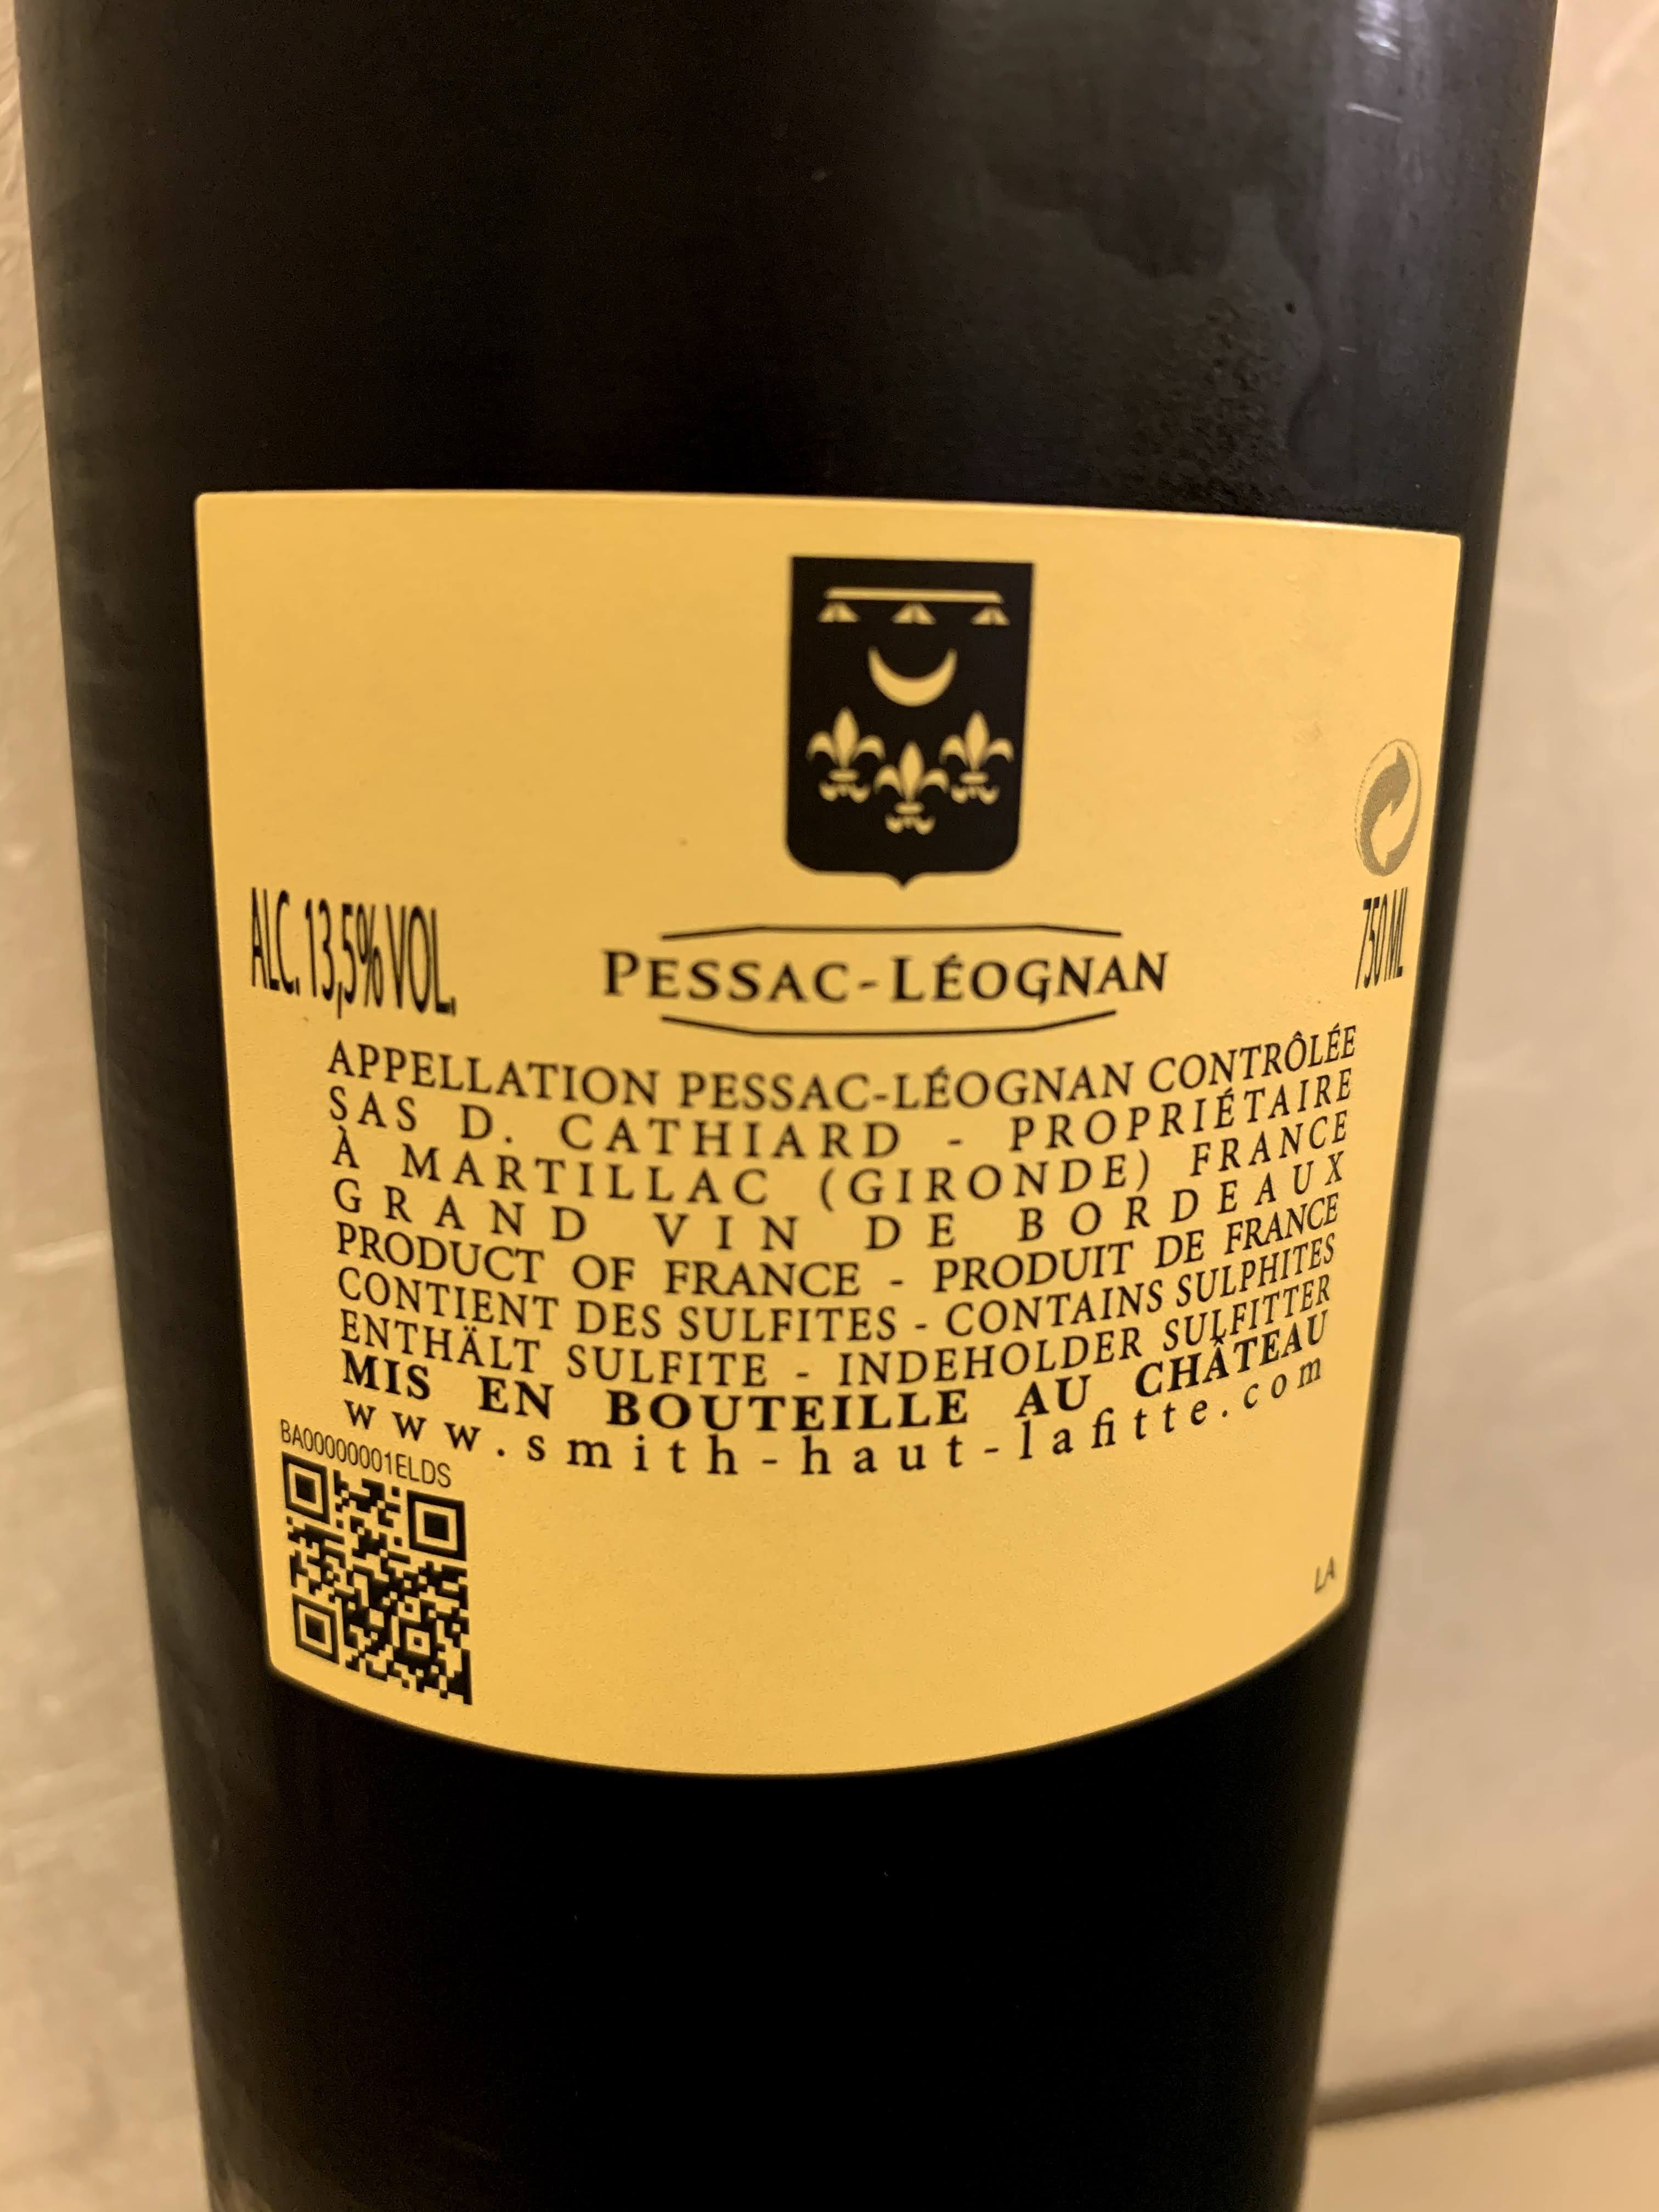 ALC. 13,5% VOL.
750 ML
PESSAC-LÉOGNAN
APPELLATION PESSAC-LÉOGNAN CONTRÔLÉE
SAS D. CATHIARD - PROPRIÉTAIRE
À MARTILLAC (GIRONDE) FRANCE
GRAND VIN DE BORDEAUX
PRODUCT OF FRANCE - PRODUIT DE FRANCE
CONTIENT DES SULFITES - CONTAINS SULPHITES
ENTHÄLT SULFITE - INDEHOLDER SULFITTER
MIS EN BOUTEILLE AU CHÂTEAU
www.smith-haut-lafitte.com
BA00000001ELDS
LA